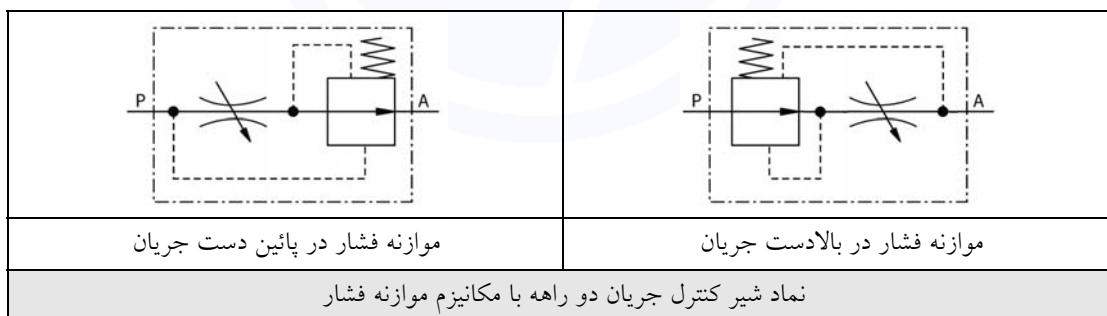 P A
P A
موازنه فشار در بالادست جریان
موازنه فشار در پائین دست جریان
نماد شیر کنترل جریان دو راهه با مکانیزم موازنه فشار